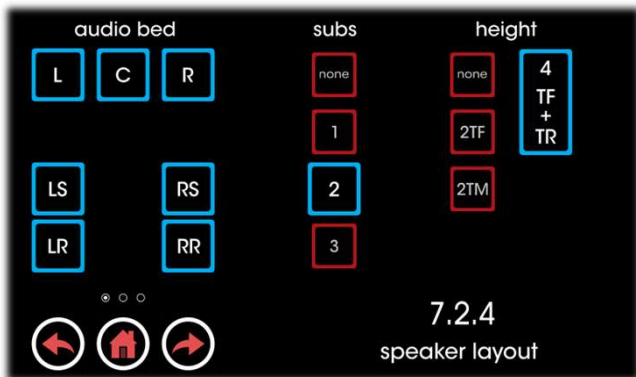 audio bed
subs
height
L
C
R
none
none
4
TF
+
TR
1
2TF
LS
RS
2
2TM
LR
RR
3
7.2.4
speaker layout